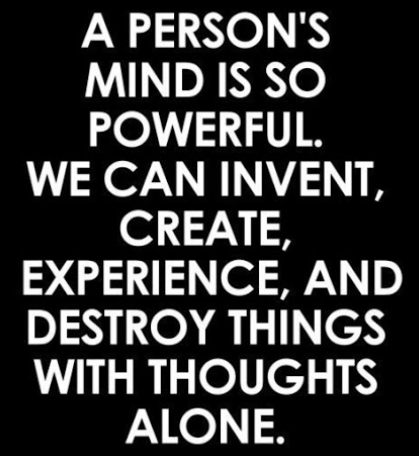 A PERSON'S
MIND IS SO
POWERFUL.
WE CAN INVENT,
CREATE,
EXPERIENCE, AND
DESTROY THINGS
WITH THOUGHTS
ALONE.